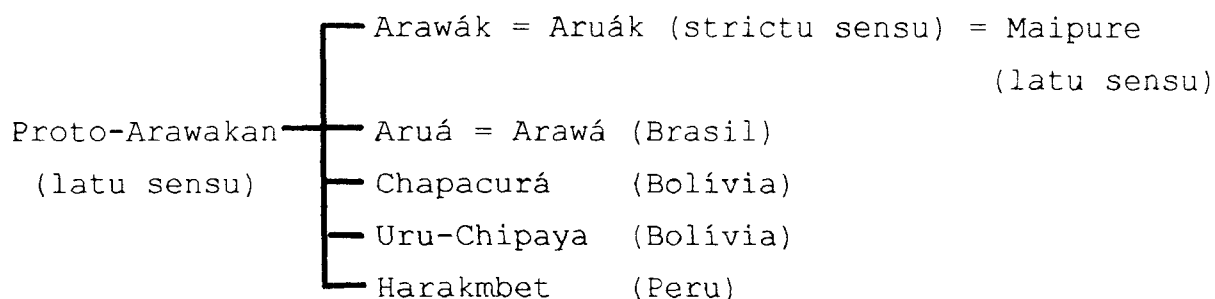 Arawák = Aruák (strictu sensu) = Maipure
(latu sensu)
Proto-Arawakan
Aruá = Arawá (Brasil)
(latu sensu)
Chapacurá (Bolívia)
Uru-Chipaya (Bolívia)
Harakmbet (Peru)